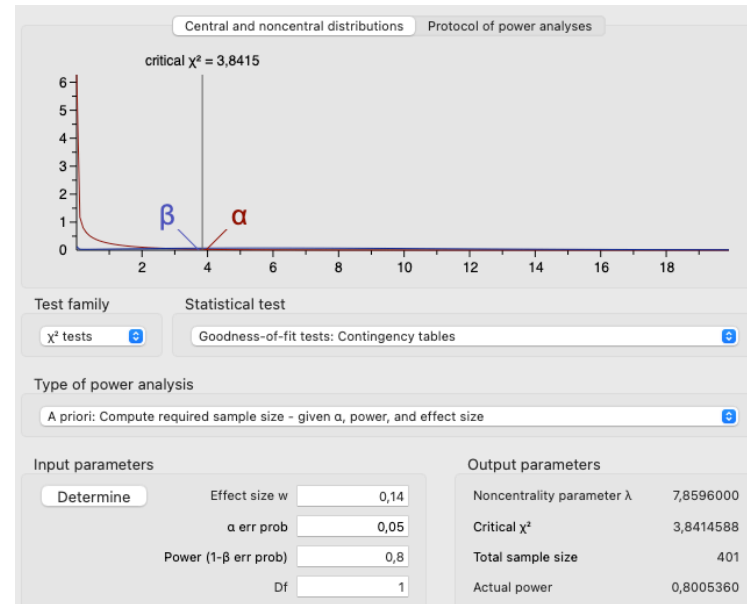 Central and noncentral distributions Protocol of power analyses
critical χ² = 3,8415
6
5
4
3
2
1
0
β α
2 4 6 8 10 12 14 16 18
Test family Statistical test
χ² tests Goodness-of-fit tests: Contingency tables
Type of power analysis
A priori: Compute required sample size - given α, power, and effect size
Input parameters Output parameters
Determine Effect size w 0,14 Noncentrality parameter λ 7,8596000
α err prob 0,05 Critical χ² 3,8414588
Power (1-β err prob) 0,8 Total sample size 401
Df 1 Actual power 0,8005360